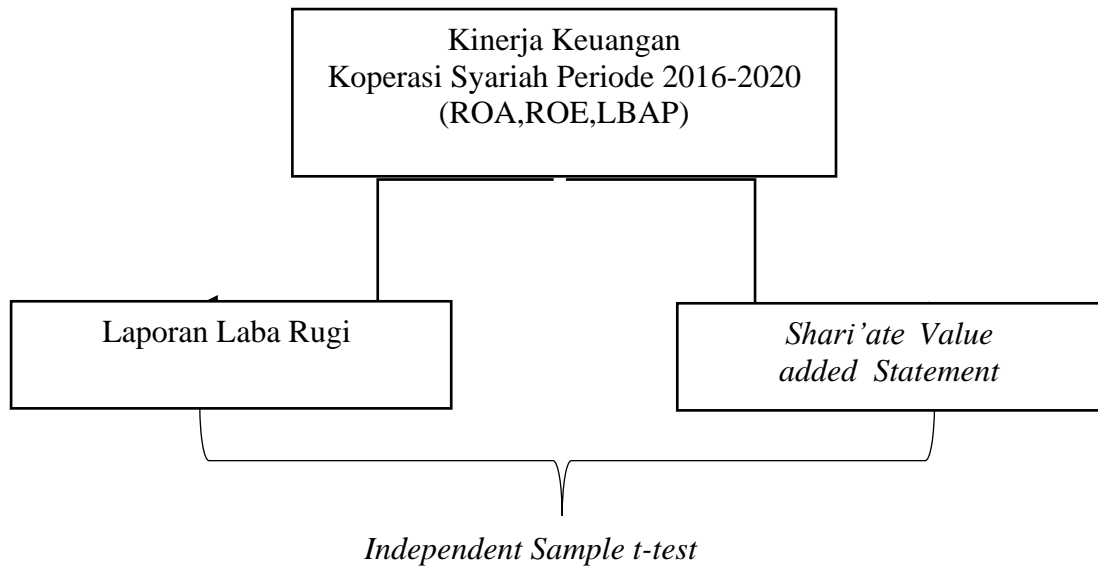 Kinerja Keuangan
Koperasi Syariah Periode 2016-2020
(ROA,ROE,LBAP)
Laporan Laba Rugi
Shari’ate Value
added Statement
Independent Sample t-test